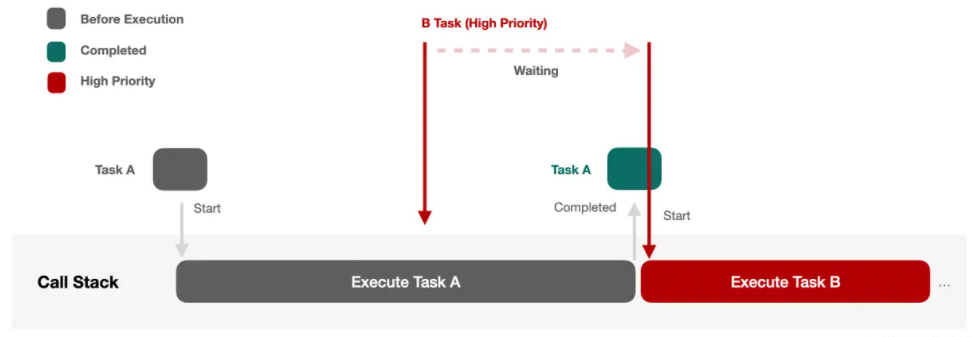 Before Execution
Completed
High Priority
B Task (High Priority)
Waiting
Task A
Start
Task A
Completed
Start
Call Stack
Execute Task A
Execute Task B
...